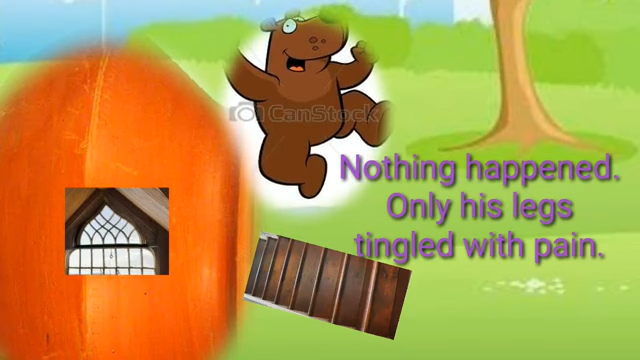 CanStock
Nothing happened.
Only his legs
tingled with pain.